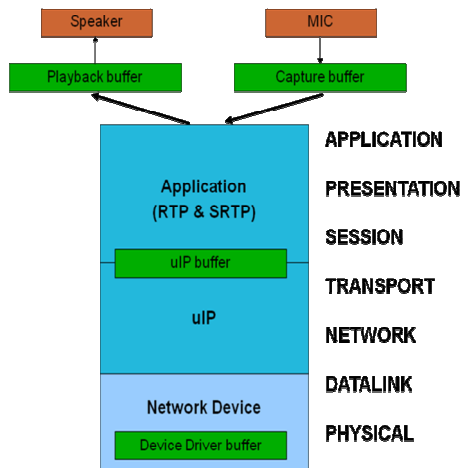 Speaker
MIC
Playback buffer
Capture buffer
APPLICATION
Application
(RTP & SRTP)
PRESENTATION
SESSION
uIP buffer
TRANSPORT
uIP
NETWORK
DATALINK
Network Device
PHYSICAL
Device Driver buffer